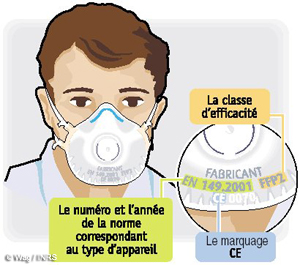 La classe
d'efficacité
FABRICANT
EN 149.2001 FFP2
CE
Le numéro et l'année
de la norme
correspondant
au type d'appareil
Le marquage
CE
© Wag / INRS